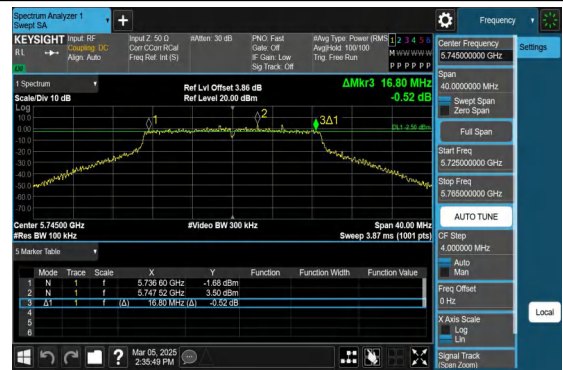 Spectrum Analyzer 1
Swept SA
Frequency
KEYSIGHT
RL
Input: RF
Coupling: DC
Align: Auto
Input Z: 50 Ω
Corr CCorr RCal
Freq Ref: Int (S)
#Atten: 30 dB
PNO: Fast
Gate: Off
IF Gain: Low
Sig Track: Off
#Avg Type: Power (RMS
Avg|Hold: 100/100
Trig: Free Run
1 2 3 4 5 6
M W W W W W
P P P P P P
1 Spectrum
Scale/Div 10 dB
Ref Lvl Offset 3.86 dB
Ref Level 20.00 dBm
ΔMkr3 16.80 MHz
-0.52 dB
Log
10.0
0.00
-10.0
-20.0
-30.0
-40.0
-50.0
-60.0
-70.0
1
2
3Δ1
DL1 -2.50 dBm
Center 5.74500 GHz
#Res BW 100 kHz
#Video BW 300 kHz
Span 40.00 MHz
Sweep 3.87 ms (1001 pts)
5 Marker Table
Mode Trace Scale X Y Function Function Width Function Value
1 N 1 f 5.736 60 GHz -1.68 dBm
2 N 1 f 5.747 52 GHz 3.50 dBm
3 Δ1 1 f (Δ) 16.80 MHz (Δ) -0.52 dB
4
5
6
Mar 05, 2025
2:35:49 PM
Center Frequency
5.745000000 GHz
Settings
Span
40.0000000 MHz
Swept Span
Zero Span
Full Span
Start Freq
5.725000000 GHz
Stop Freq
5.765000000 GHz
AUTO TUNE
CF Step
4.000000 MHz
Auto
Man
Freq Offset
0 Hz
X Axis Scale
Log
Lin
Local
Signal Track
(Span Zoom)